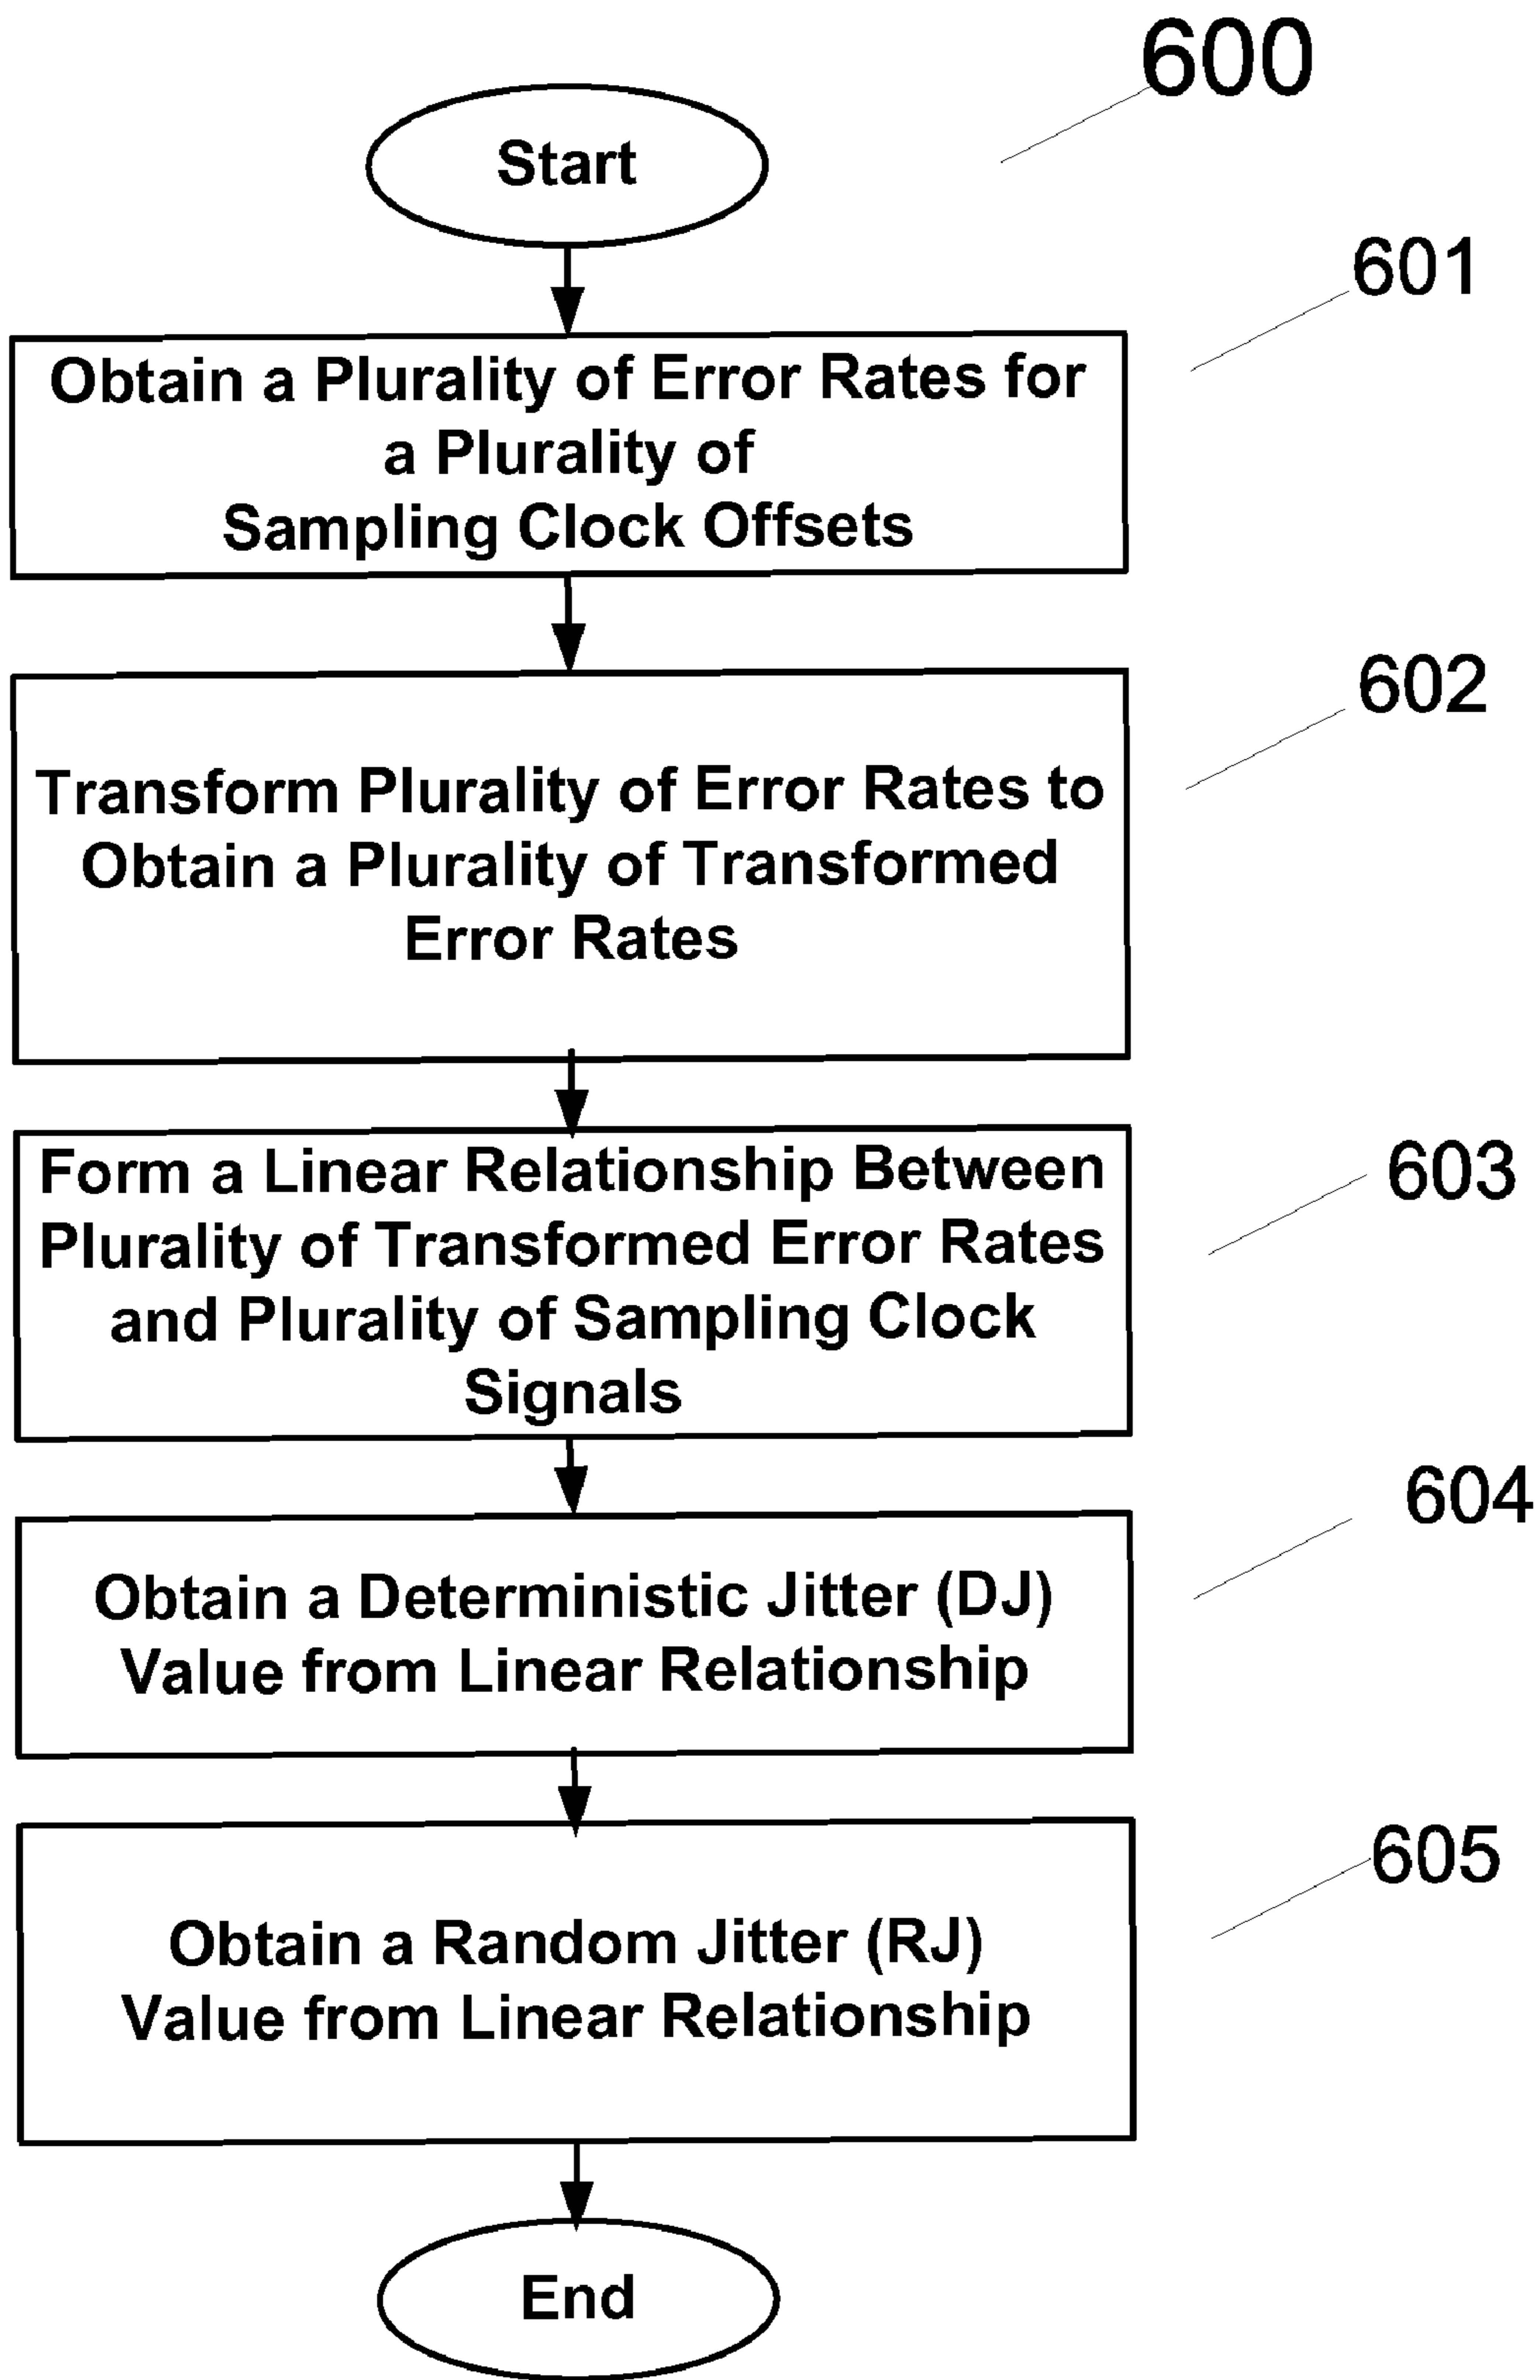 600
Start
601
Obtain a Plurality of Error Rates for
a Plurality of
Sampling Clock Offsets
602
Transform Plurality of Error Rates to
Obtain a Plurality of Transformed
Error Rates
603
Form a Linear Relationship Between
Plurality of Transformed Error Rates
and Plurality of Sampling Clock
Signals
604
Obtain a Deterministic Jitter (DJ)
Value from Linear Relationship
605
Obtain a Random Jitter (RJ)
Value from Linear Relationship
End